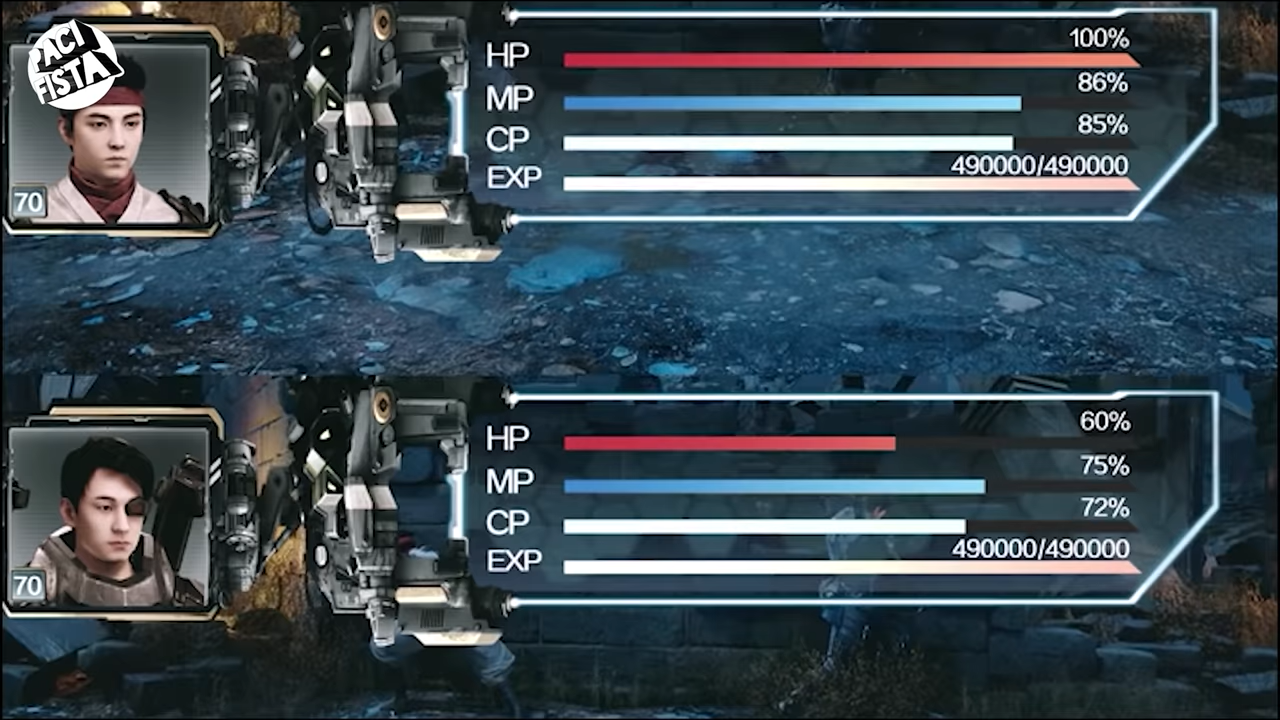 PACI
FISTA
HP 100%
MP 86%
CP 85%
EXP 490000/490000
70
HP 60%
MP 75%
CP 72%
EXP 490000/490000
70